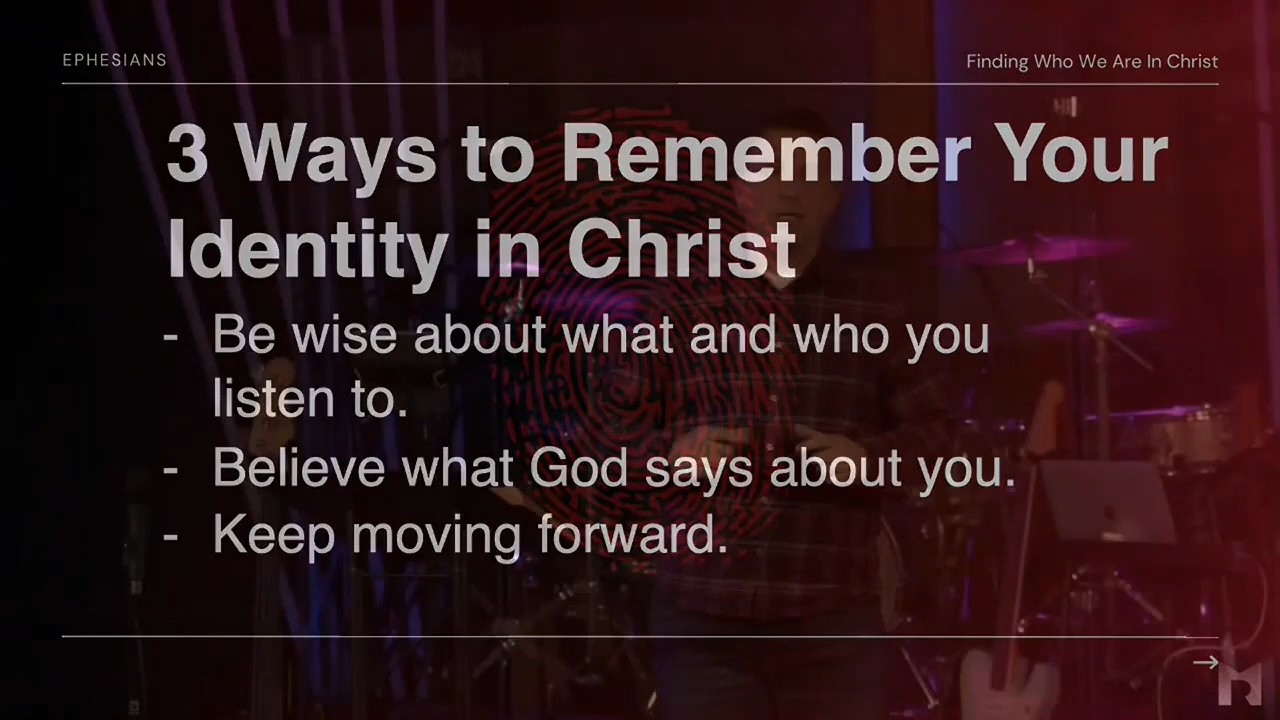 EPHESIANS
Finding Who We Are In Christ
3 Ways to Remember Your
Identity in Christ
- Be wise about what and who you
listen to.
- Believe what God says about you.
- Keep moving forward.